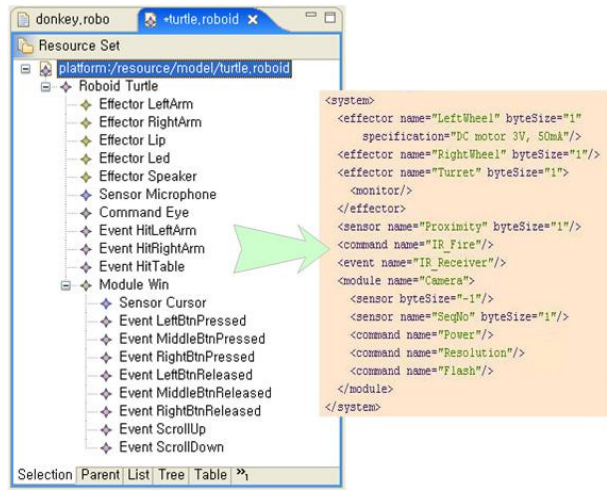 donkey.robo
*turtle.roboid
Resource Set
platform:/resource/model/turtle.roboid
Roboid Turtle
Effector LeftArm
Effector RightArm
Effector Lip
Effector Led
Effector Speaker
Sensor Microphone
Command Eye
Event HitLeftArm
Event HitRightArm
Event HitTable
Module Win
Sensor Cursor
Event LeftBtnPressed
Event MiddleBtnPressed
Event RightBtnPressed
Event LeftBtnReleased
Event MiddleBtnReleased
Event RightBtnReleased
Event ScrollUp
Event ScrollDown
Selection Parent List Tree Table »1
<system>
<effector name="LeftWheel" byteSize="1"
specification="DC motor 3V, 50mA"/>
<effector name="RightWheel" byteSize="1"/>
<effector name="Turret" byteSize="1">
<monitor/>
</effector>
<sensor name="Proximity" byteSize="1"/>
<command name="IR_Fire"/>
<event name="IR_Receiver"/>
<module name="Camera">
<sensor byteSize="-1"/>
<sensor name="SeqNo" byteSize="1"/>
<command name="Power"/>
<command name="Resolution"/>
<command name="Flash"/>
</module>
</system>